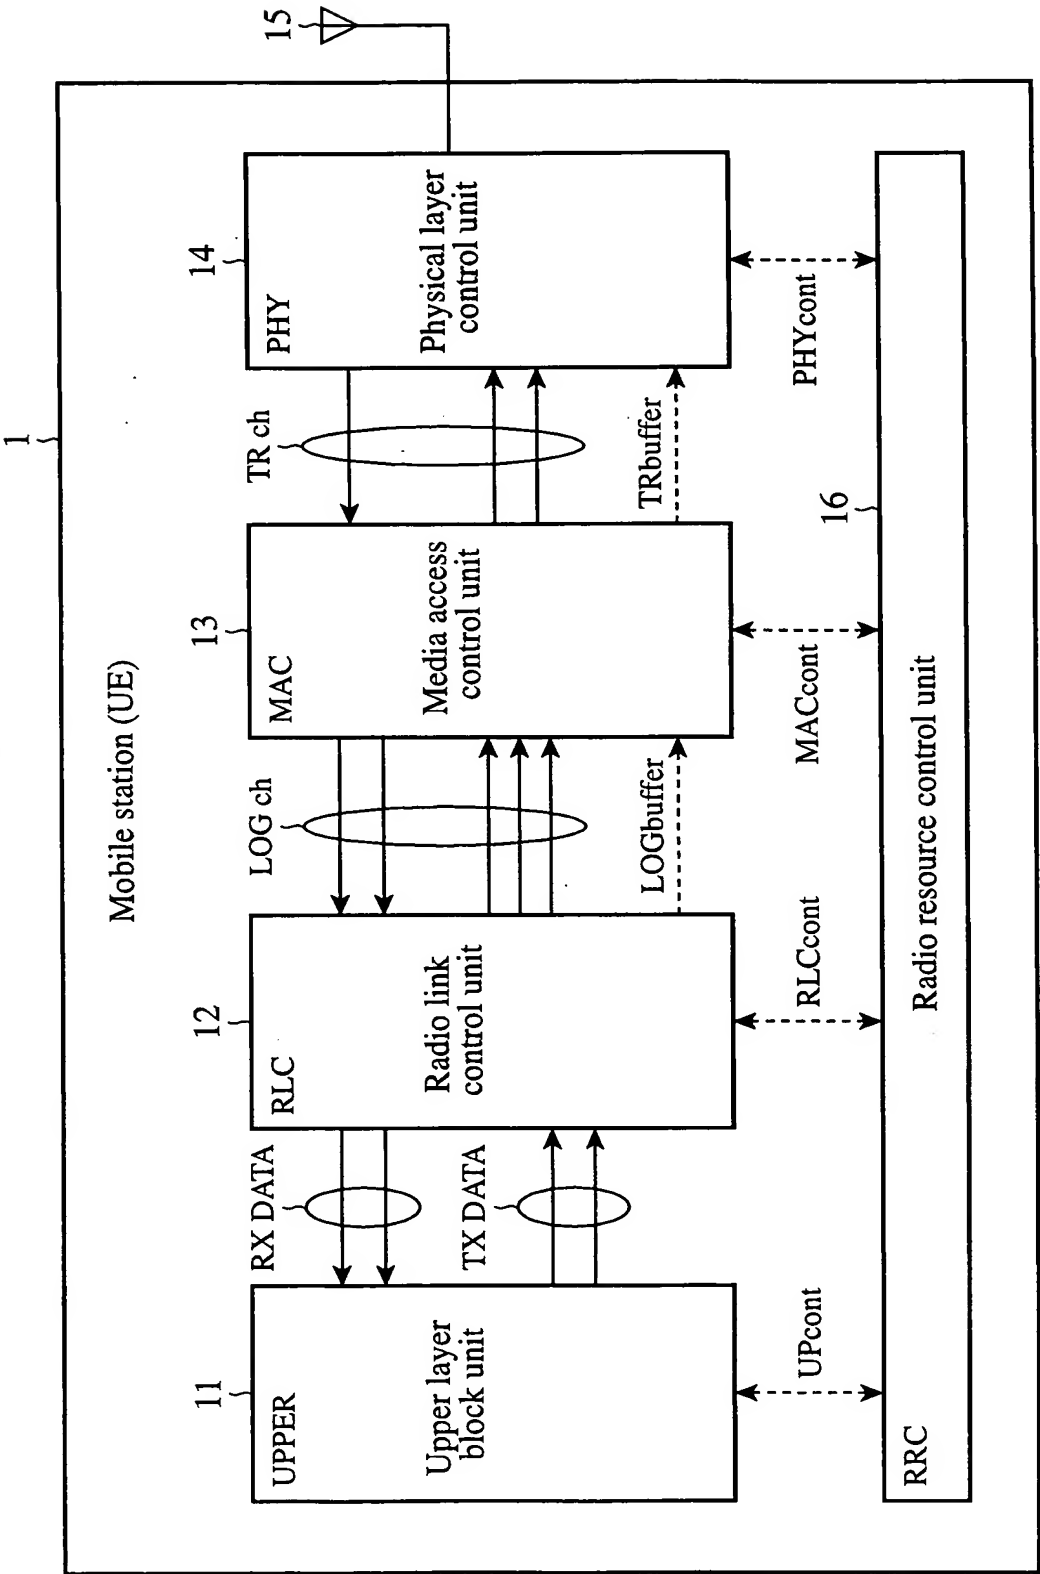 1
Mobile station (UE)
11
UPPER
Upper layer
block unit
RX DATA
TX DATA
12
RLC
Radio link
control unit
LOG ch
LOGbuffer
13
MAC
Media access
control unit
TR ch
TRbuffer
14
PHY
Physical layer
control unit
15
UPcont
RLCcont
MACcont
PHYcont
16
RRC
Radio resource control unit